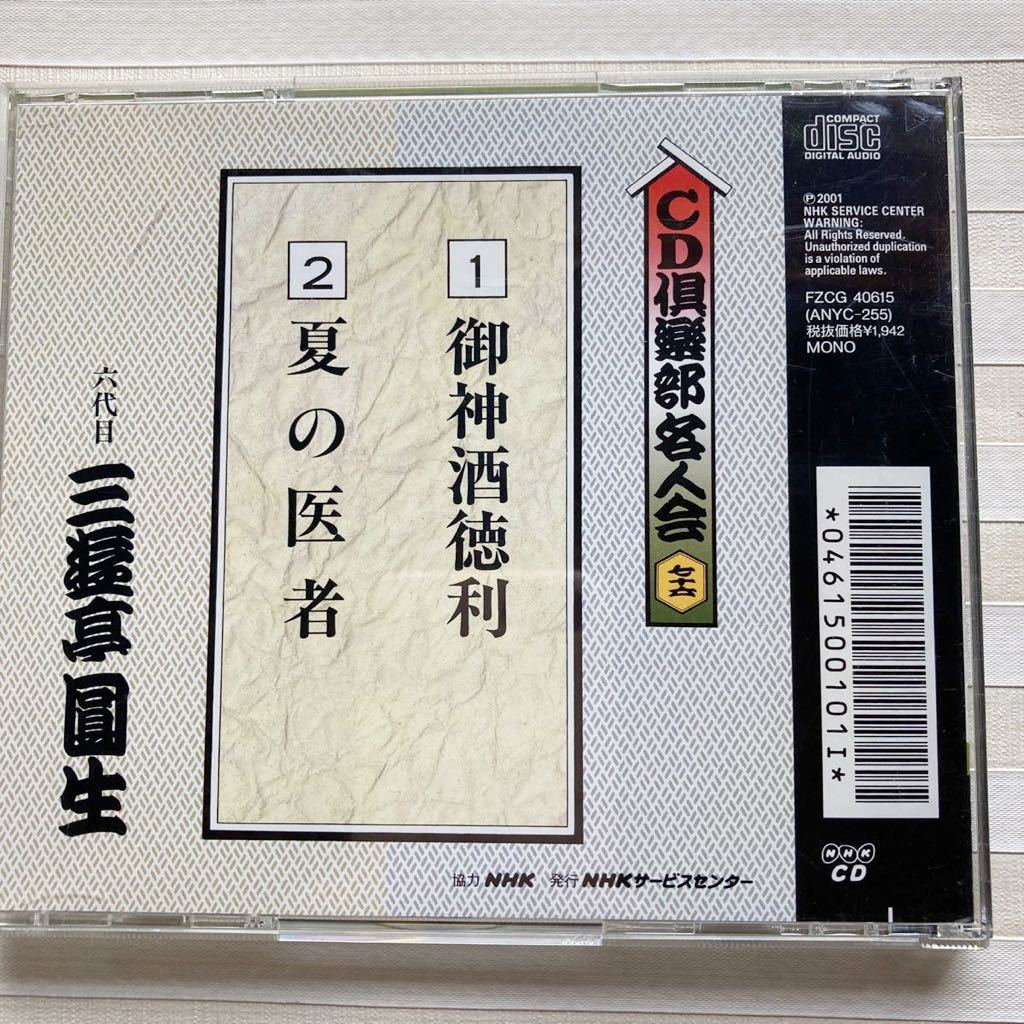 COMPACT
disc
DIGITAL AUDIO
℗2001
NHK SERVICE CENTER
WARNING:
All Rights Reserved.
Unauthorized duplication
is a violation of
applicable laws.
FZCG 40615
(ANYC-255)
税抜価格¥1,942
MONO
*0461500101I*
NHK
CD
CD倶楽部名人会
七十六
1 御神酒徳利
2 夏の医者
六代目
三遊亭圓生
協力 NHK 発行 NHKサービスセンター